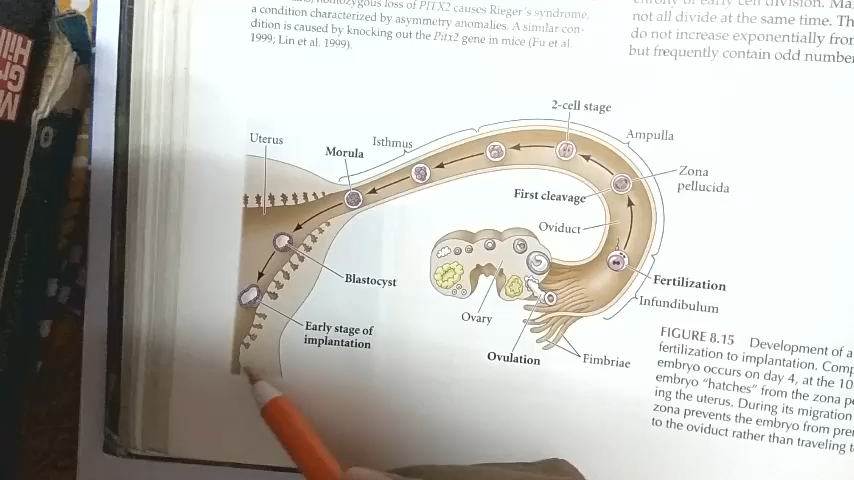 homozygous loss of PITX2 causes Rieger's syndrome,
a condition characterized by asymmetry anomalies. A similar con-
dition is caused by knocking out the Pitx2 gene in mice (Fu et al.
1999; Lin et al. 1999).
of early cell division.
not all divide at the same time.
do not increase exponentially
but frequently contain odd
2-cell stage
Uterus
Isthmus
Ampulla
Morula
Zona
pellucida
First cleavage
Oviduct
Blastocyst
Fertilization
Infundibulum
Early stage of
implantation
Ovary
Ovulation
Fimbriae
FIGURE 8.15 Development of a
fertilization to implantation.
embryo occurs on day 4, at the 10
embryo "hatches" from the zona
ing the uterus. During its migration
zona prevents the embryo from
to the oviduct rather than traveling